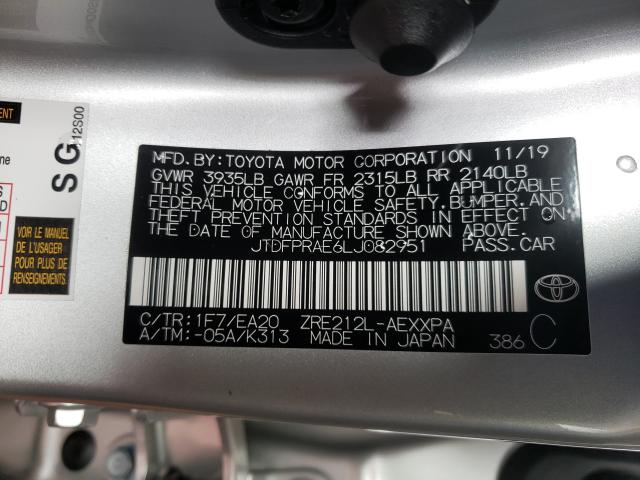 MFD.BY:TOYOTA MOTOR CORPORATION 11/19
GVWR 3935LB GAWR FR 2315LB RR 2140LB
THIS VEHICLE CONFORMS TO ALL APPLICABLE
FEDERAL MOTOR VEHICLE SAFETY,BUMPER,AND
THEFT PREVENTION STANDARDS IN EFFECT ON
THE DATE OF MANUFACTURE SHOWN ABOVE.
JTDFPRAE6LJ082951 PASS.CAR
C/TR:1F7/EA20 ZRE212L-AEXXPA
A/TM:-05A/K313 MADE IN JAPAN 386 C
SG
112S00
VOIR LE MANUEL
DE L'USAGER
POUR PLUS DE
RENSEIGNEMENTS